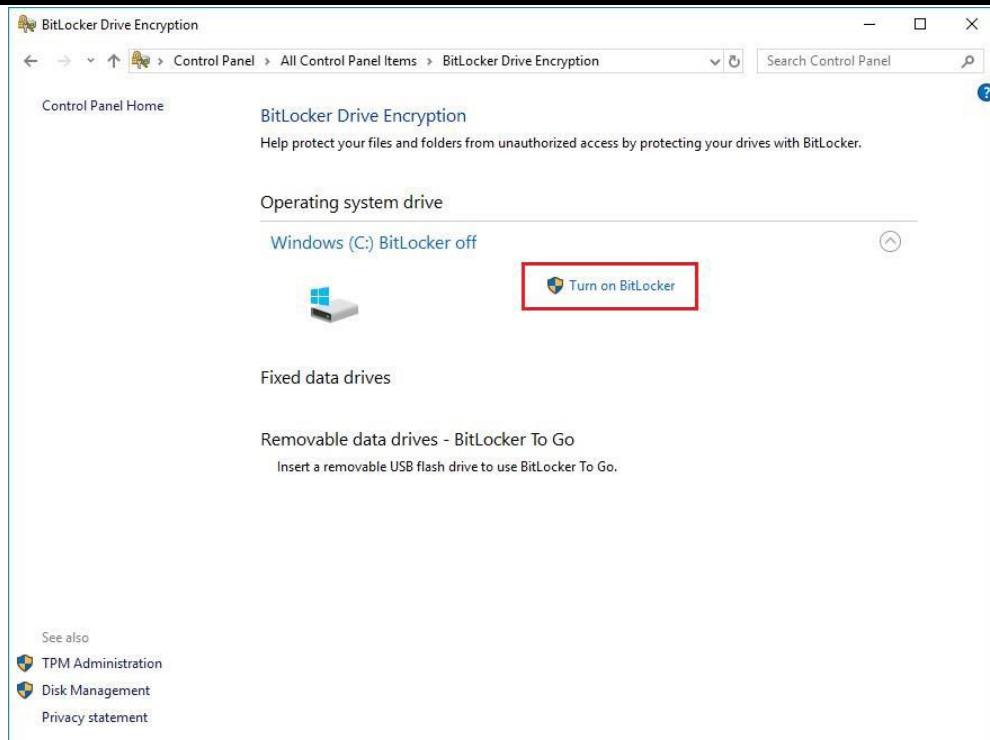 BitLocker Drive Encryption
Control Panel > All Control Panel Items > BitLocker Drive Encryption
Search Control Panel
Control Panel Home
?
BitLocker Drive Encryption
Help protect your files and folders from unauthorized access by protecting your drives with BitLocker.
Operating system drive
Windows (C:) BitLocker off
Turn on BitLocker
Fixed data drives
Removable data drives - BitLocker To Go
Insert a removable USB flash drive to use BitLocker To Go.
See also
TPM Administration
Disk Management
Privacy statement